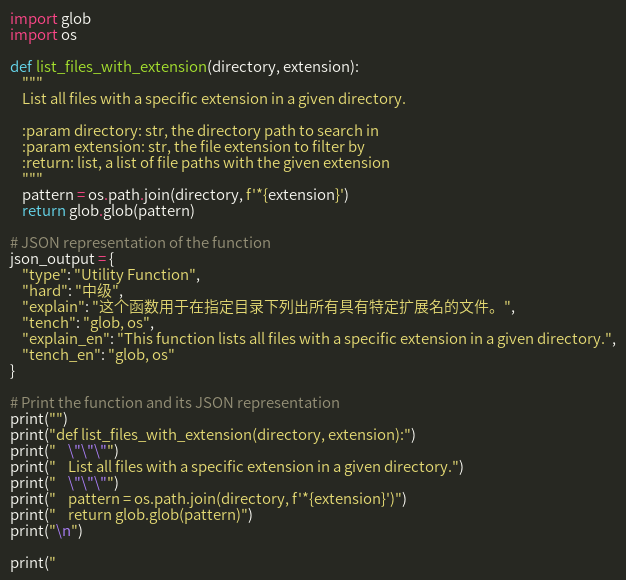 import glob
import os

def list_files_with_extension(directory, extension):
    """
    List all files with a specific extension in a given directory.

    :param directory: str, the directory path to search in
    :param extension: str, the file extension to filter by
    :return: list, a list of file paths with the given extension
    """
    pattern = os.path.join(directory, f'*{extension}')
    return glob.glob(pattern)

# JSON representation of the function
json_output = {
    "type": "Utility Function",
    "hard": "中级",
    "explain": "这个函数用于在指定目录下列出所有具有特定扩展名的文件。",
    "tench": "glob, os",
    "explain_en": "This function lists all files with a specific extension in a given directory.",
    "tench_en": "glob, os"
}

# Print the function and its JSON representation
print("")
print("def list_files_with_extension(directory, extension):")
print("    \"\"\"")
print("    List all files with a specific extension in a given directory.")
print("    \"\"\"")
print("    pattern = os.path.join(directory, f'*{extension}')")
print("    return glob.glob(pattern)")
print("\n")

print("